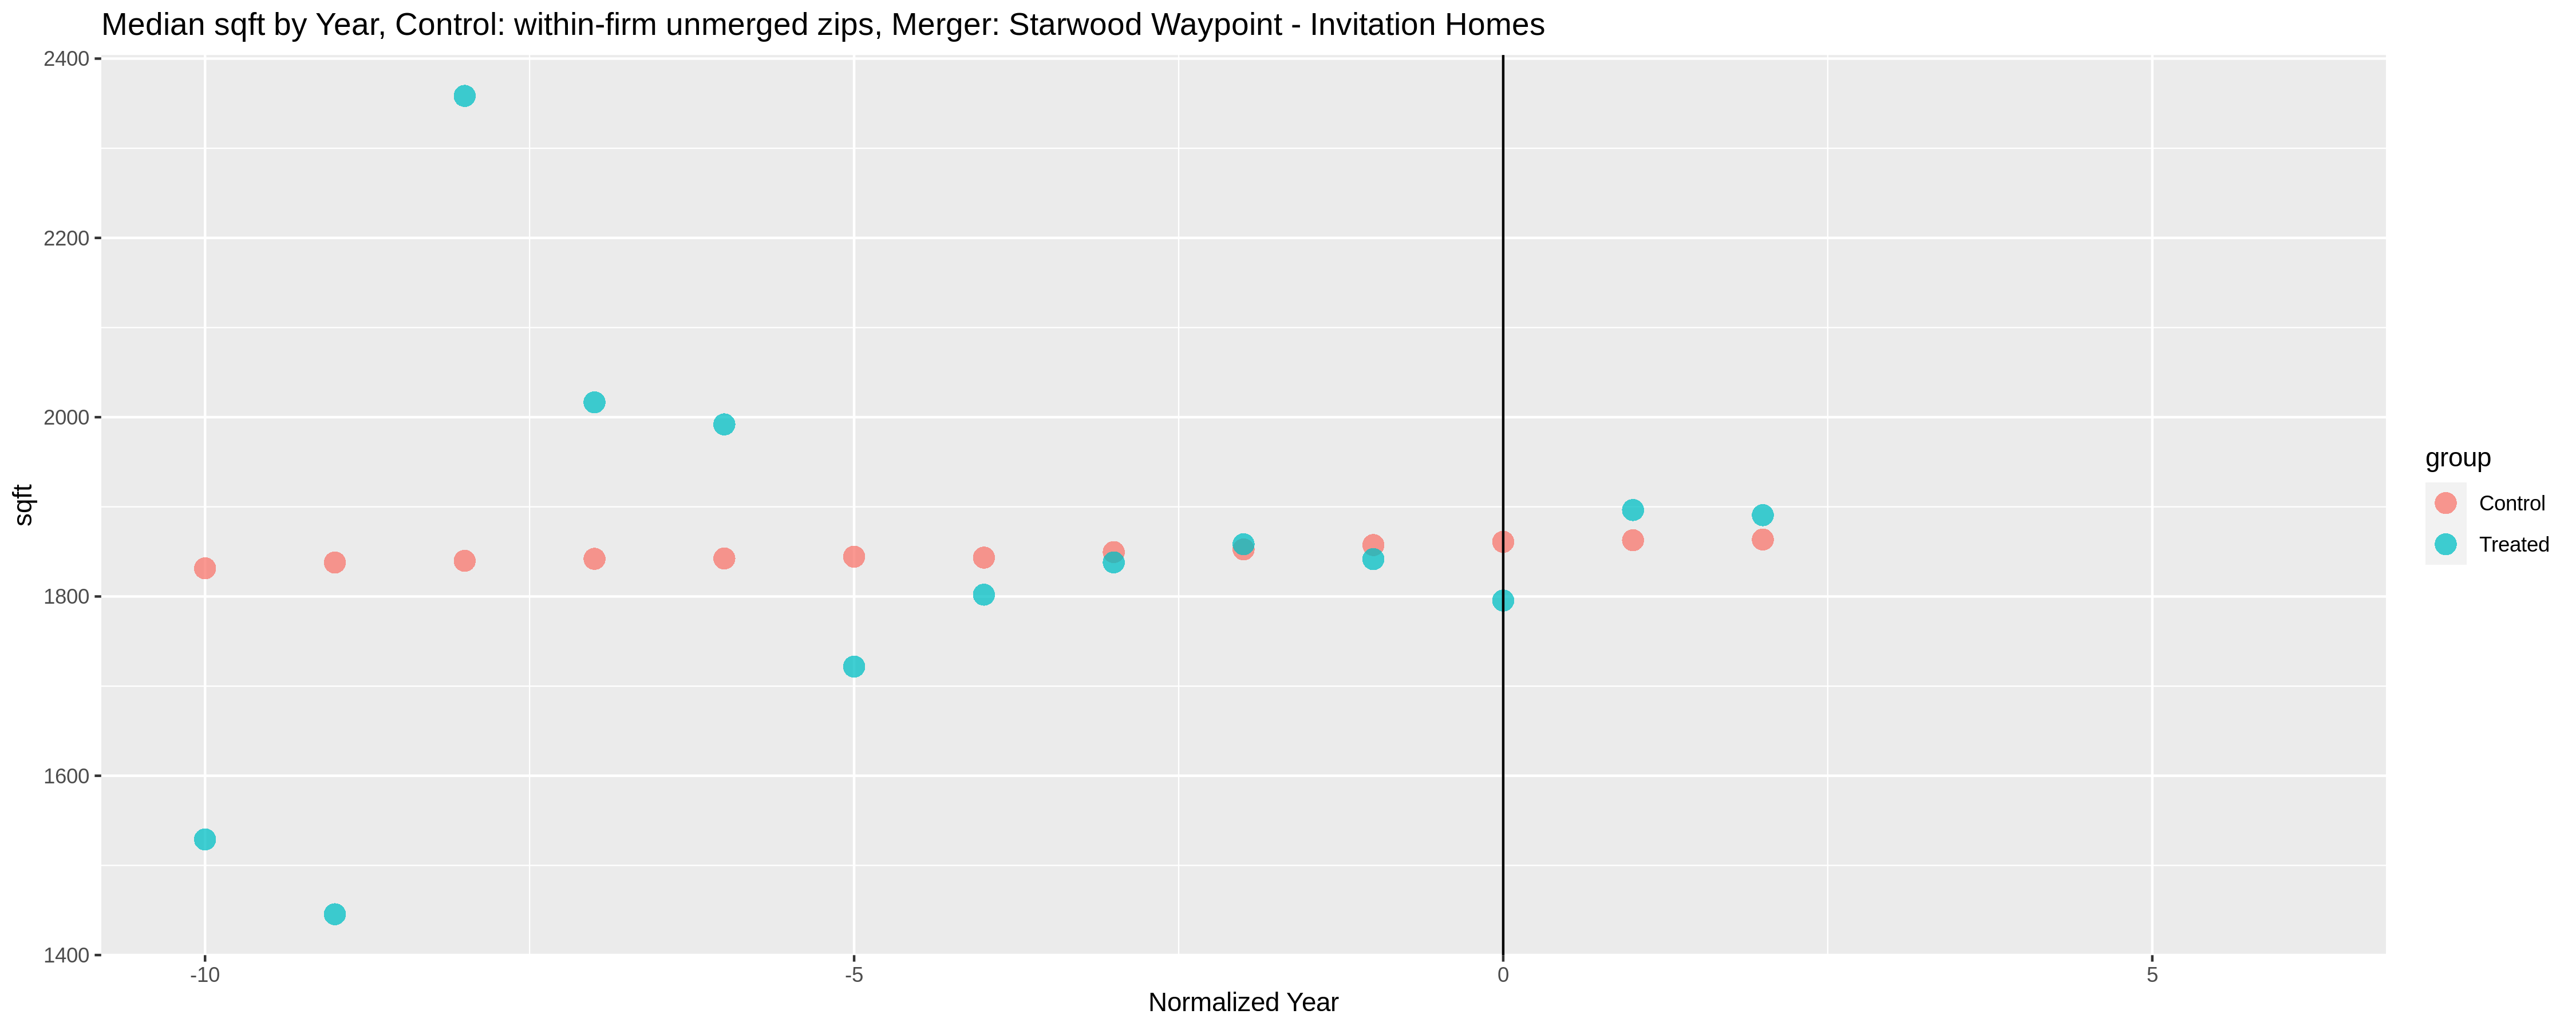 Median sqft by Year, Control: within-firm unmerged zips, Merger: Starwood Waypoint - Invitation Homes
2400
2200
2000
1800
1600
1400
sqft
-10
-5
0
5
Normalized Year
group
Control
Treated